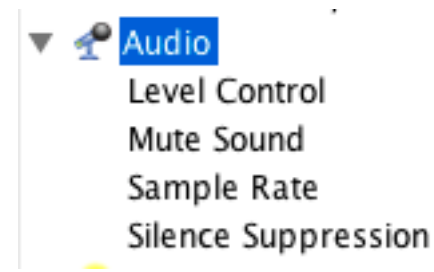 Audio
Level Control
Mute Sound
Sample Rate
Silence Suppression